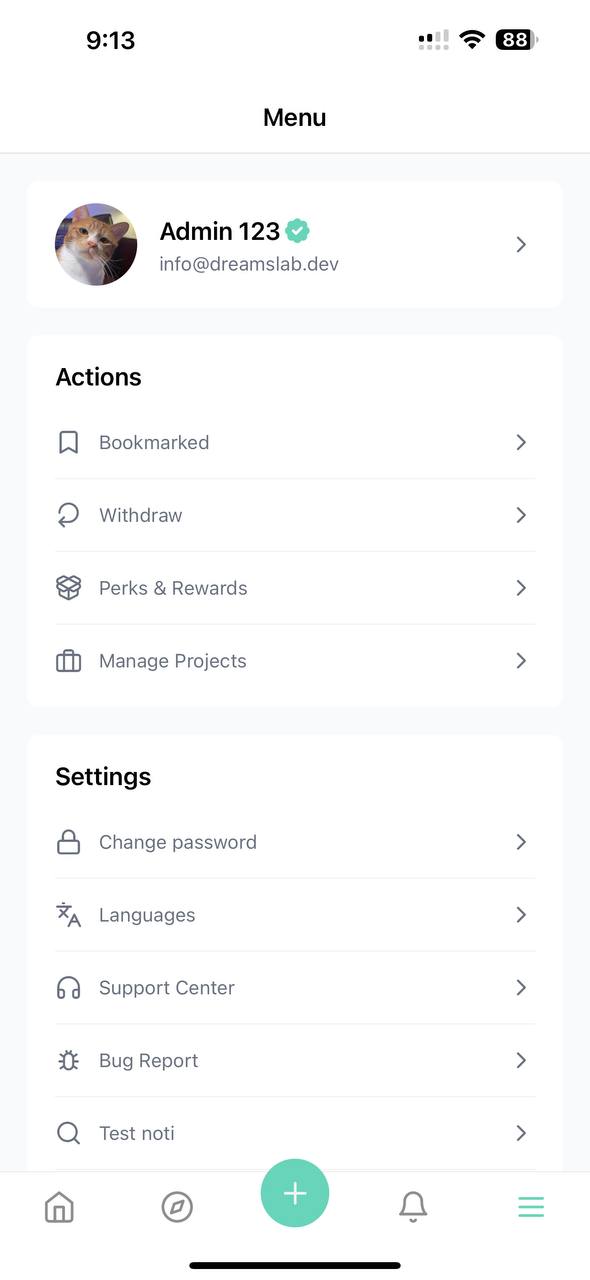 9:13
88
Menu
Admin 123
info@dreamslab.dev
Actions
Bookmarked
Withdraw
Perks & Rewards
Manage Projects
Settings
Change password
Languages
Support Center
Bug Report
Test noti